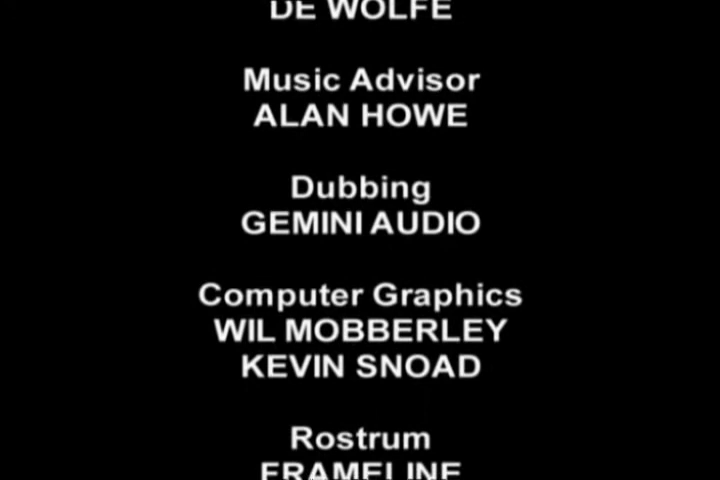 DE WOLFE
Music Advisor
ALAN HOWE
Dubbing
GEMINI AUDIO
Computer Graphics
WIL MOBBERLEY
KEVIN SNOAD
Rostrum
FRAMELINE